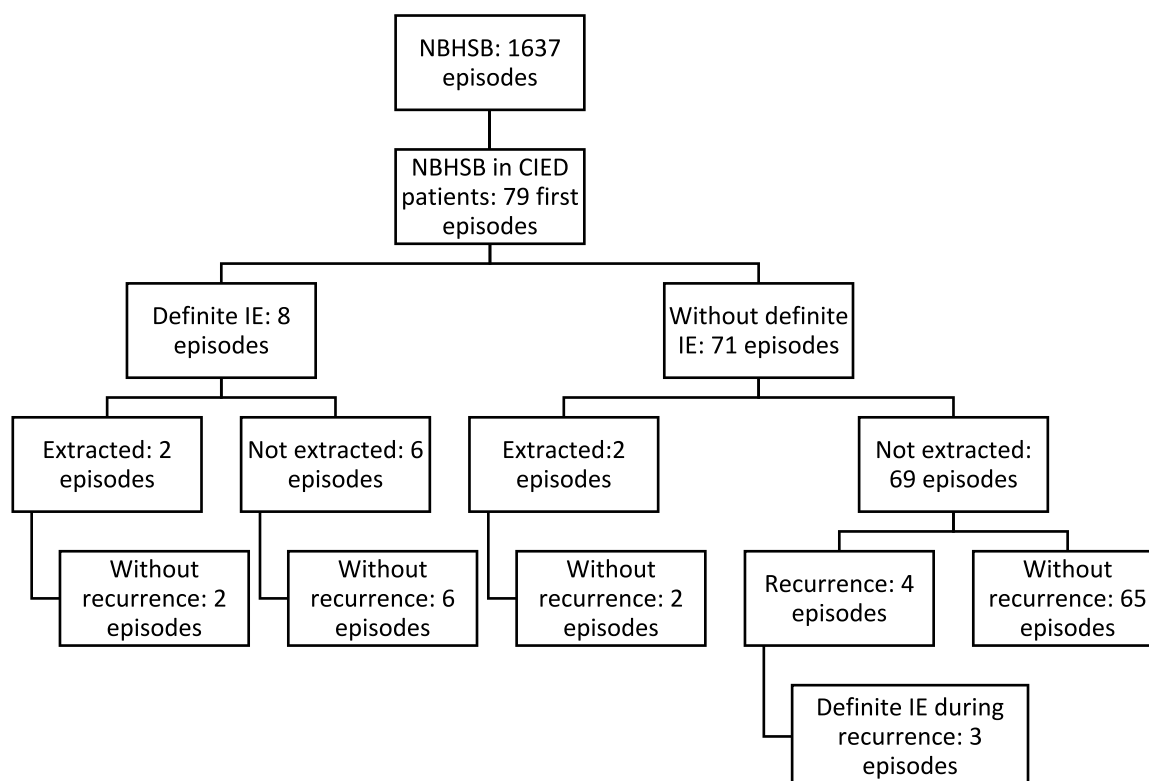 NBHSB: 1637
episodes
NBHSB in CIED
patients: 79 first
episodes
Definite IE: 8
episodes
Without definite
IE: 71 episodes
Extracted: 2
episodes
Not extracted: 6
episodes
Extracted:2
episodes
Not extracted:
69 episodes
Without
recurrence: 2
episodes
Without
recurrence: 6
episodes
Without
recurrence: 2
episodes
Recurrence: 4
episodes
Without
recurrence: 65
episodes
Definite IE during
recurrence: 3
episodes